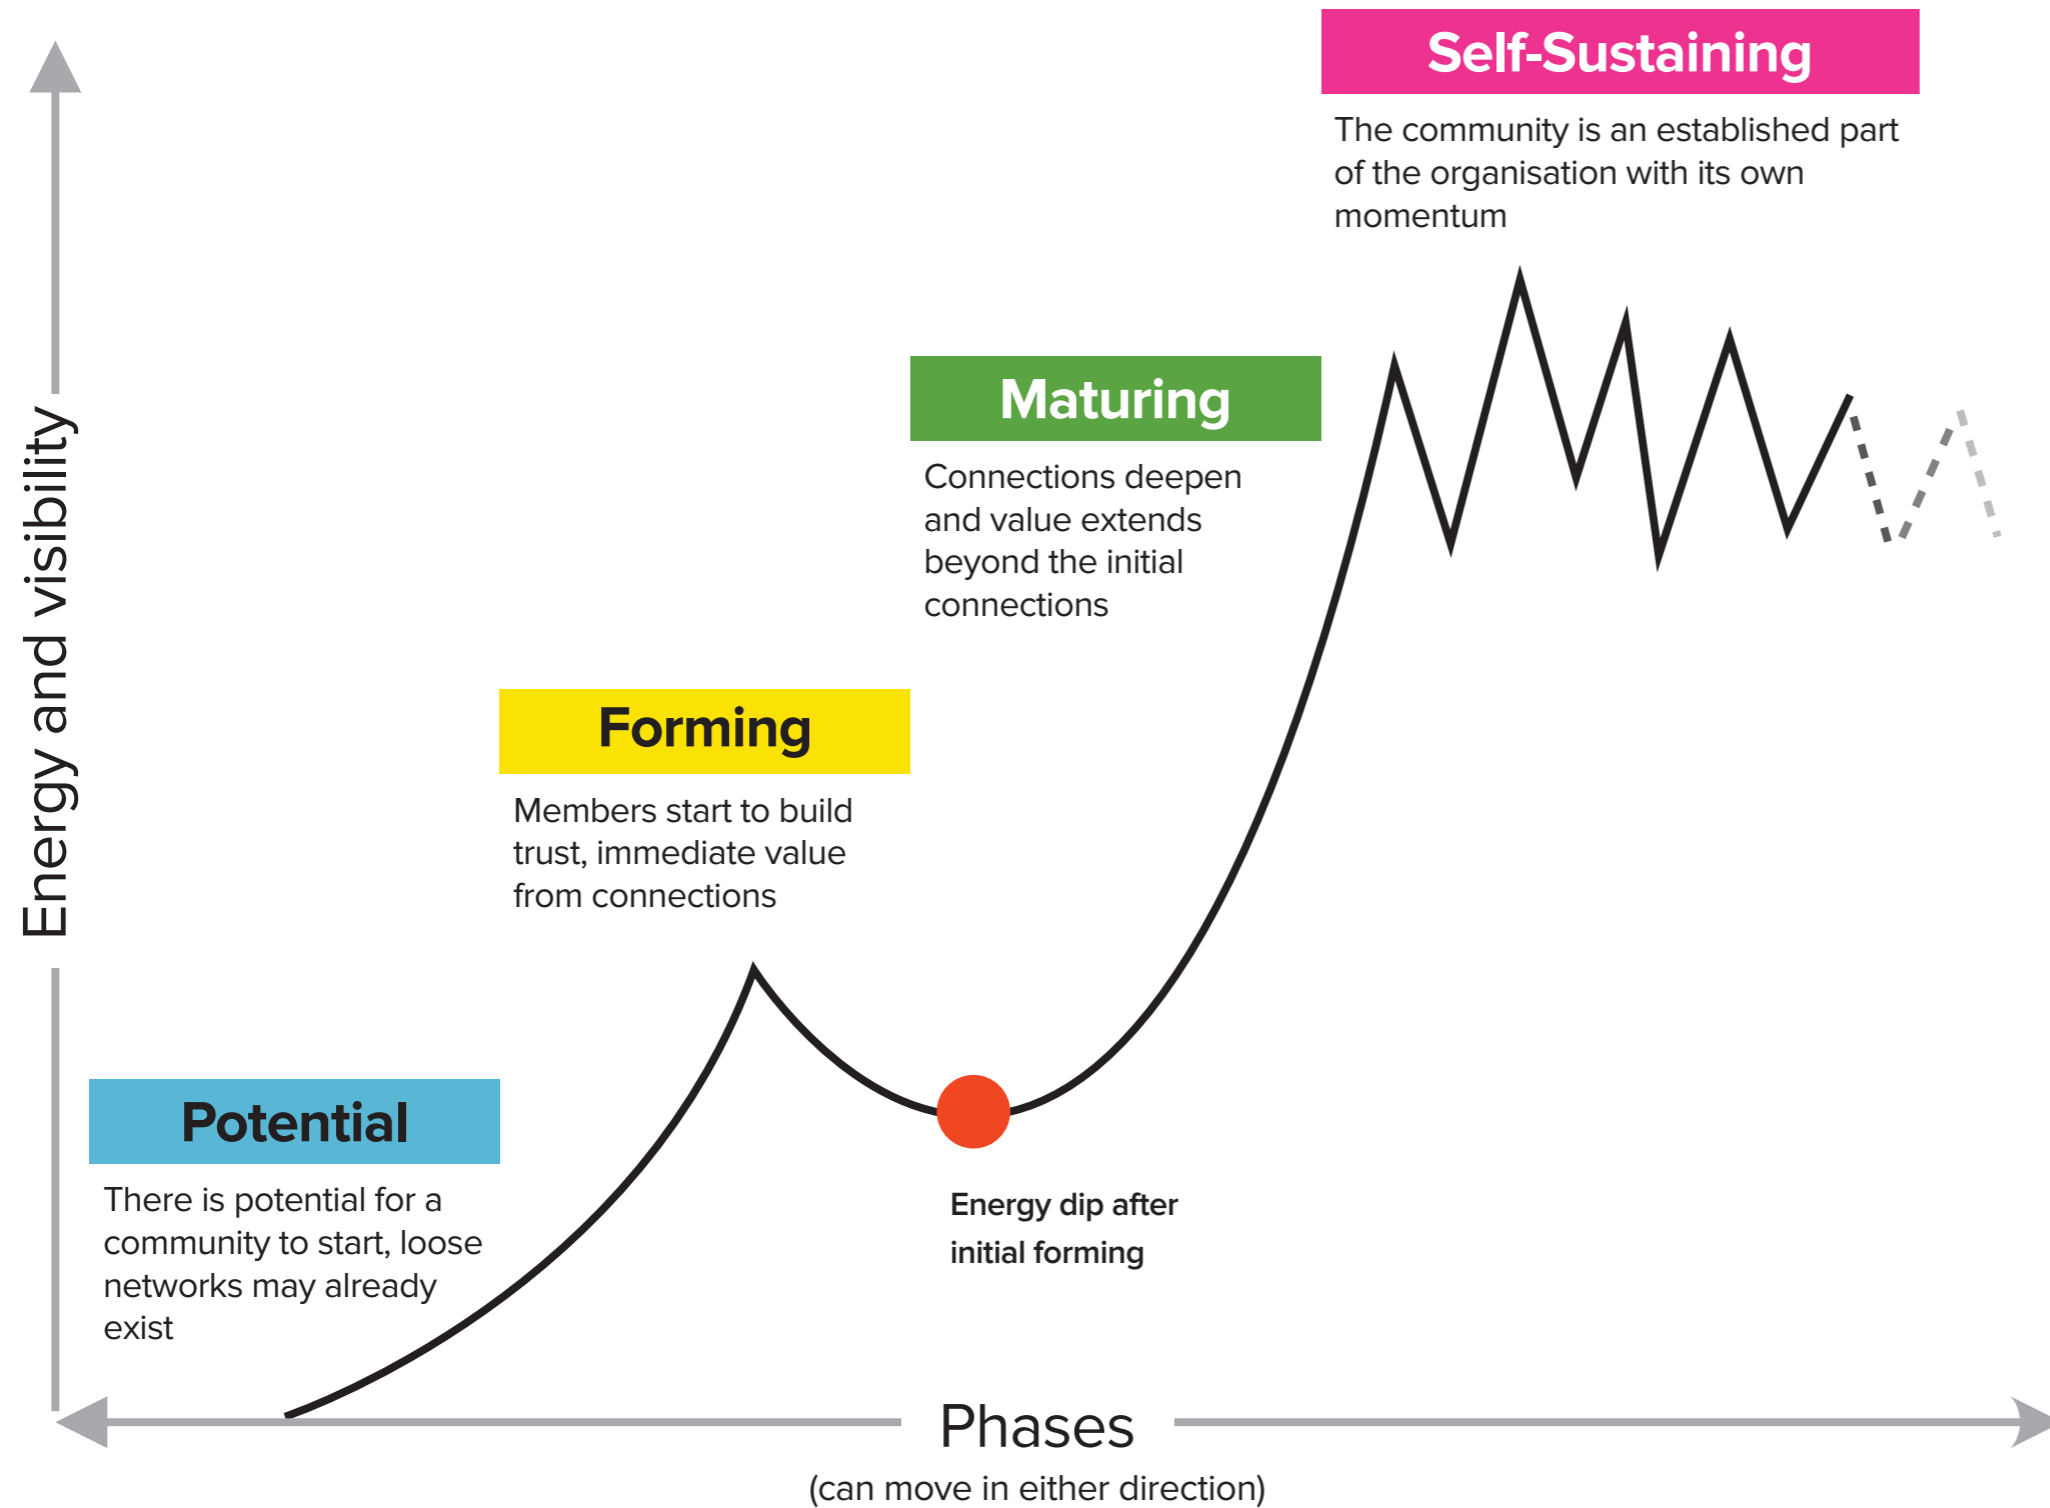 Self-Sustaining
The community is an established part
of the organisation with its own
momentum
Maturing
Connections deepen
and value extends
beyond the initial
connections
Forming
Members start to build
trust, immediate value
from connections
Potential
There is potential for a
community to start, loose
networks may already
exist
Energy dip after
initial forming
Energy and visibility
Phases
(can move in either direction)